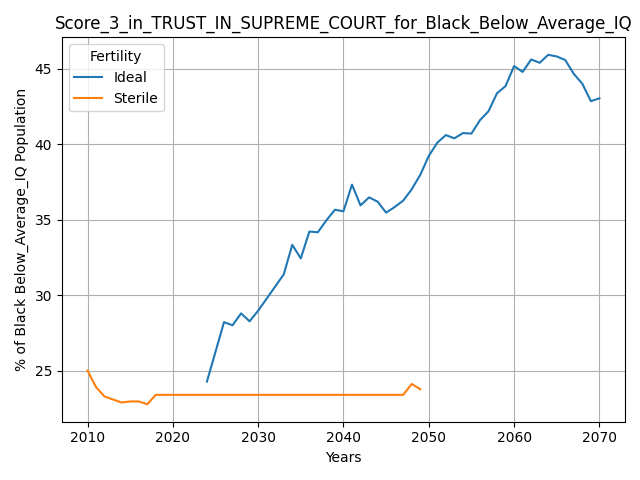 Score_3_in_TRUST_IN_SUPREME_COURT_for_Black_Below_Average_IQ
Fertility
Ideal
Sterile
% of Black Below_Average_IQ Population
45
40
35
30
25
2010
2020
2030
2040
2050
2060
2070
Years